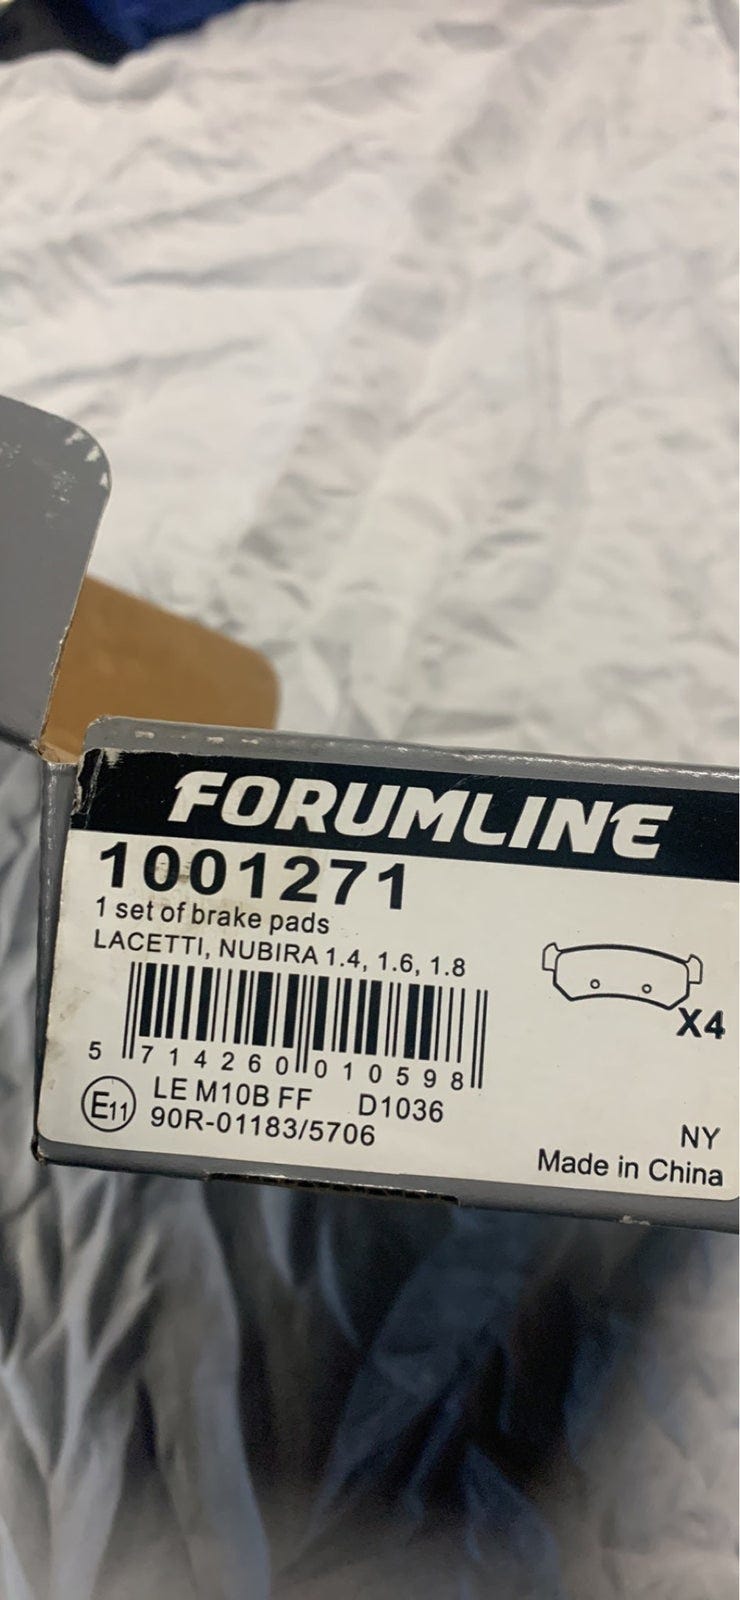 FORUMLINE
1001271
1 set of brake pads
LACETTI, NUBIRA 1.4, 1.6, 1.8
X4
5 714260 010598
E11
LE M10B FF D1036
90R-01183/5706
NY
Made in China